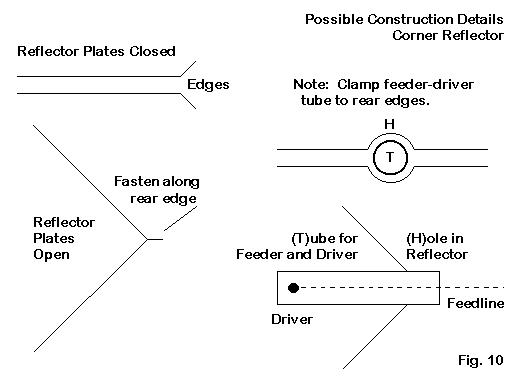 Possible Construction Details
Corner Reflector
Reflector Plates Closed
Edges
Note: Clamp feeder-driver
tube to rear edges.
H
T
Fasten along
rear edge
Reflector
Plates
Open
(T)ube for
Feeder and Driver
(H)ole in
Reflector
Feedline
Driver
Fig. 10